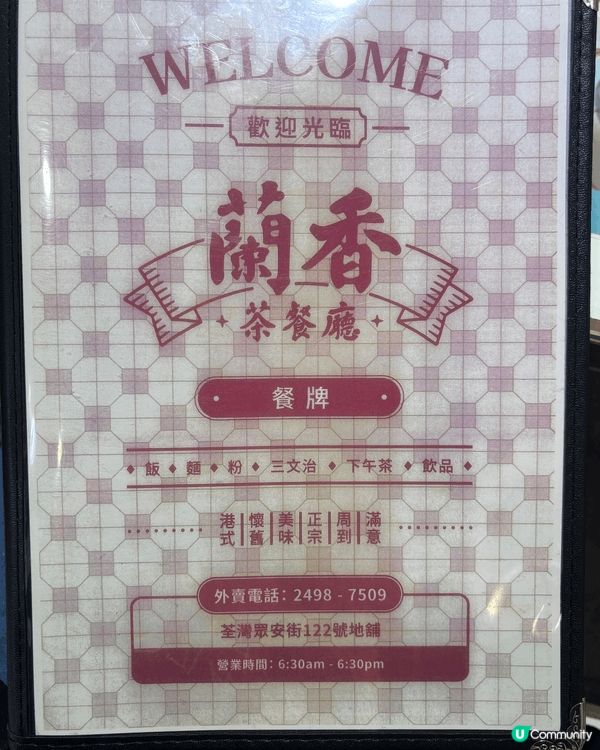 WELCOME
歡迎光臨
蘭香
茶餐廳
餐牌
飯 ◆ 麵 ◆ 粉 ◆ 三文治 ◆ 下午茶 ◆ 飲品
港式|懷舊|美味|正宗|周到|滿意
外賣電話：2498 - 7509
荃灣眾安街122號地舖
營業時間：6:30am - 6:30pm
U Community